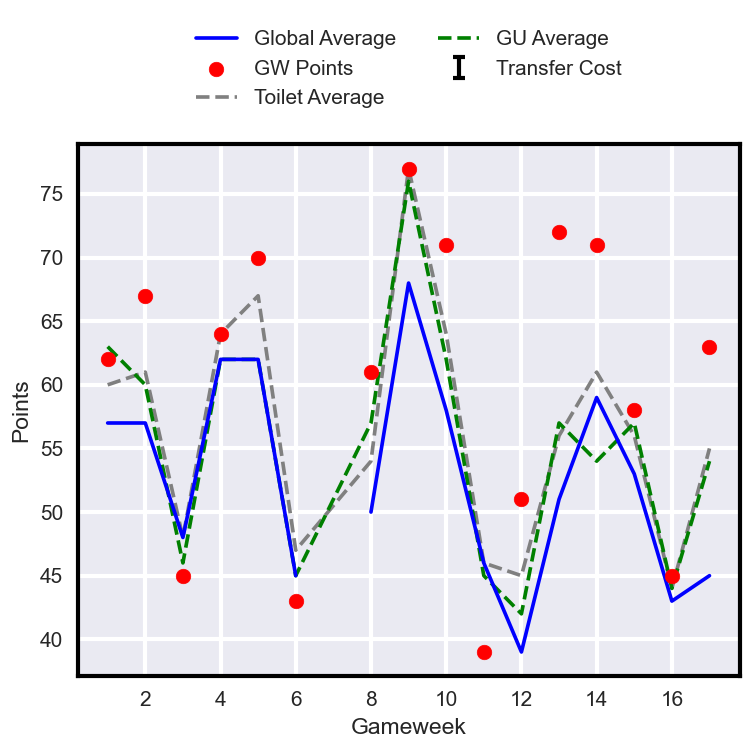 Global Average
GW Points
Toilet Average
GU Average
Transfer Cost
75
70
65
60
55
50
45
40
Points
2 4 6 8 10 12 14 16
Gameweek